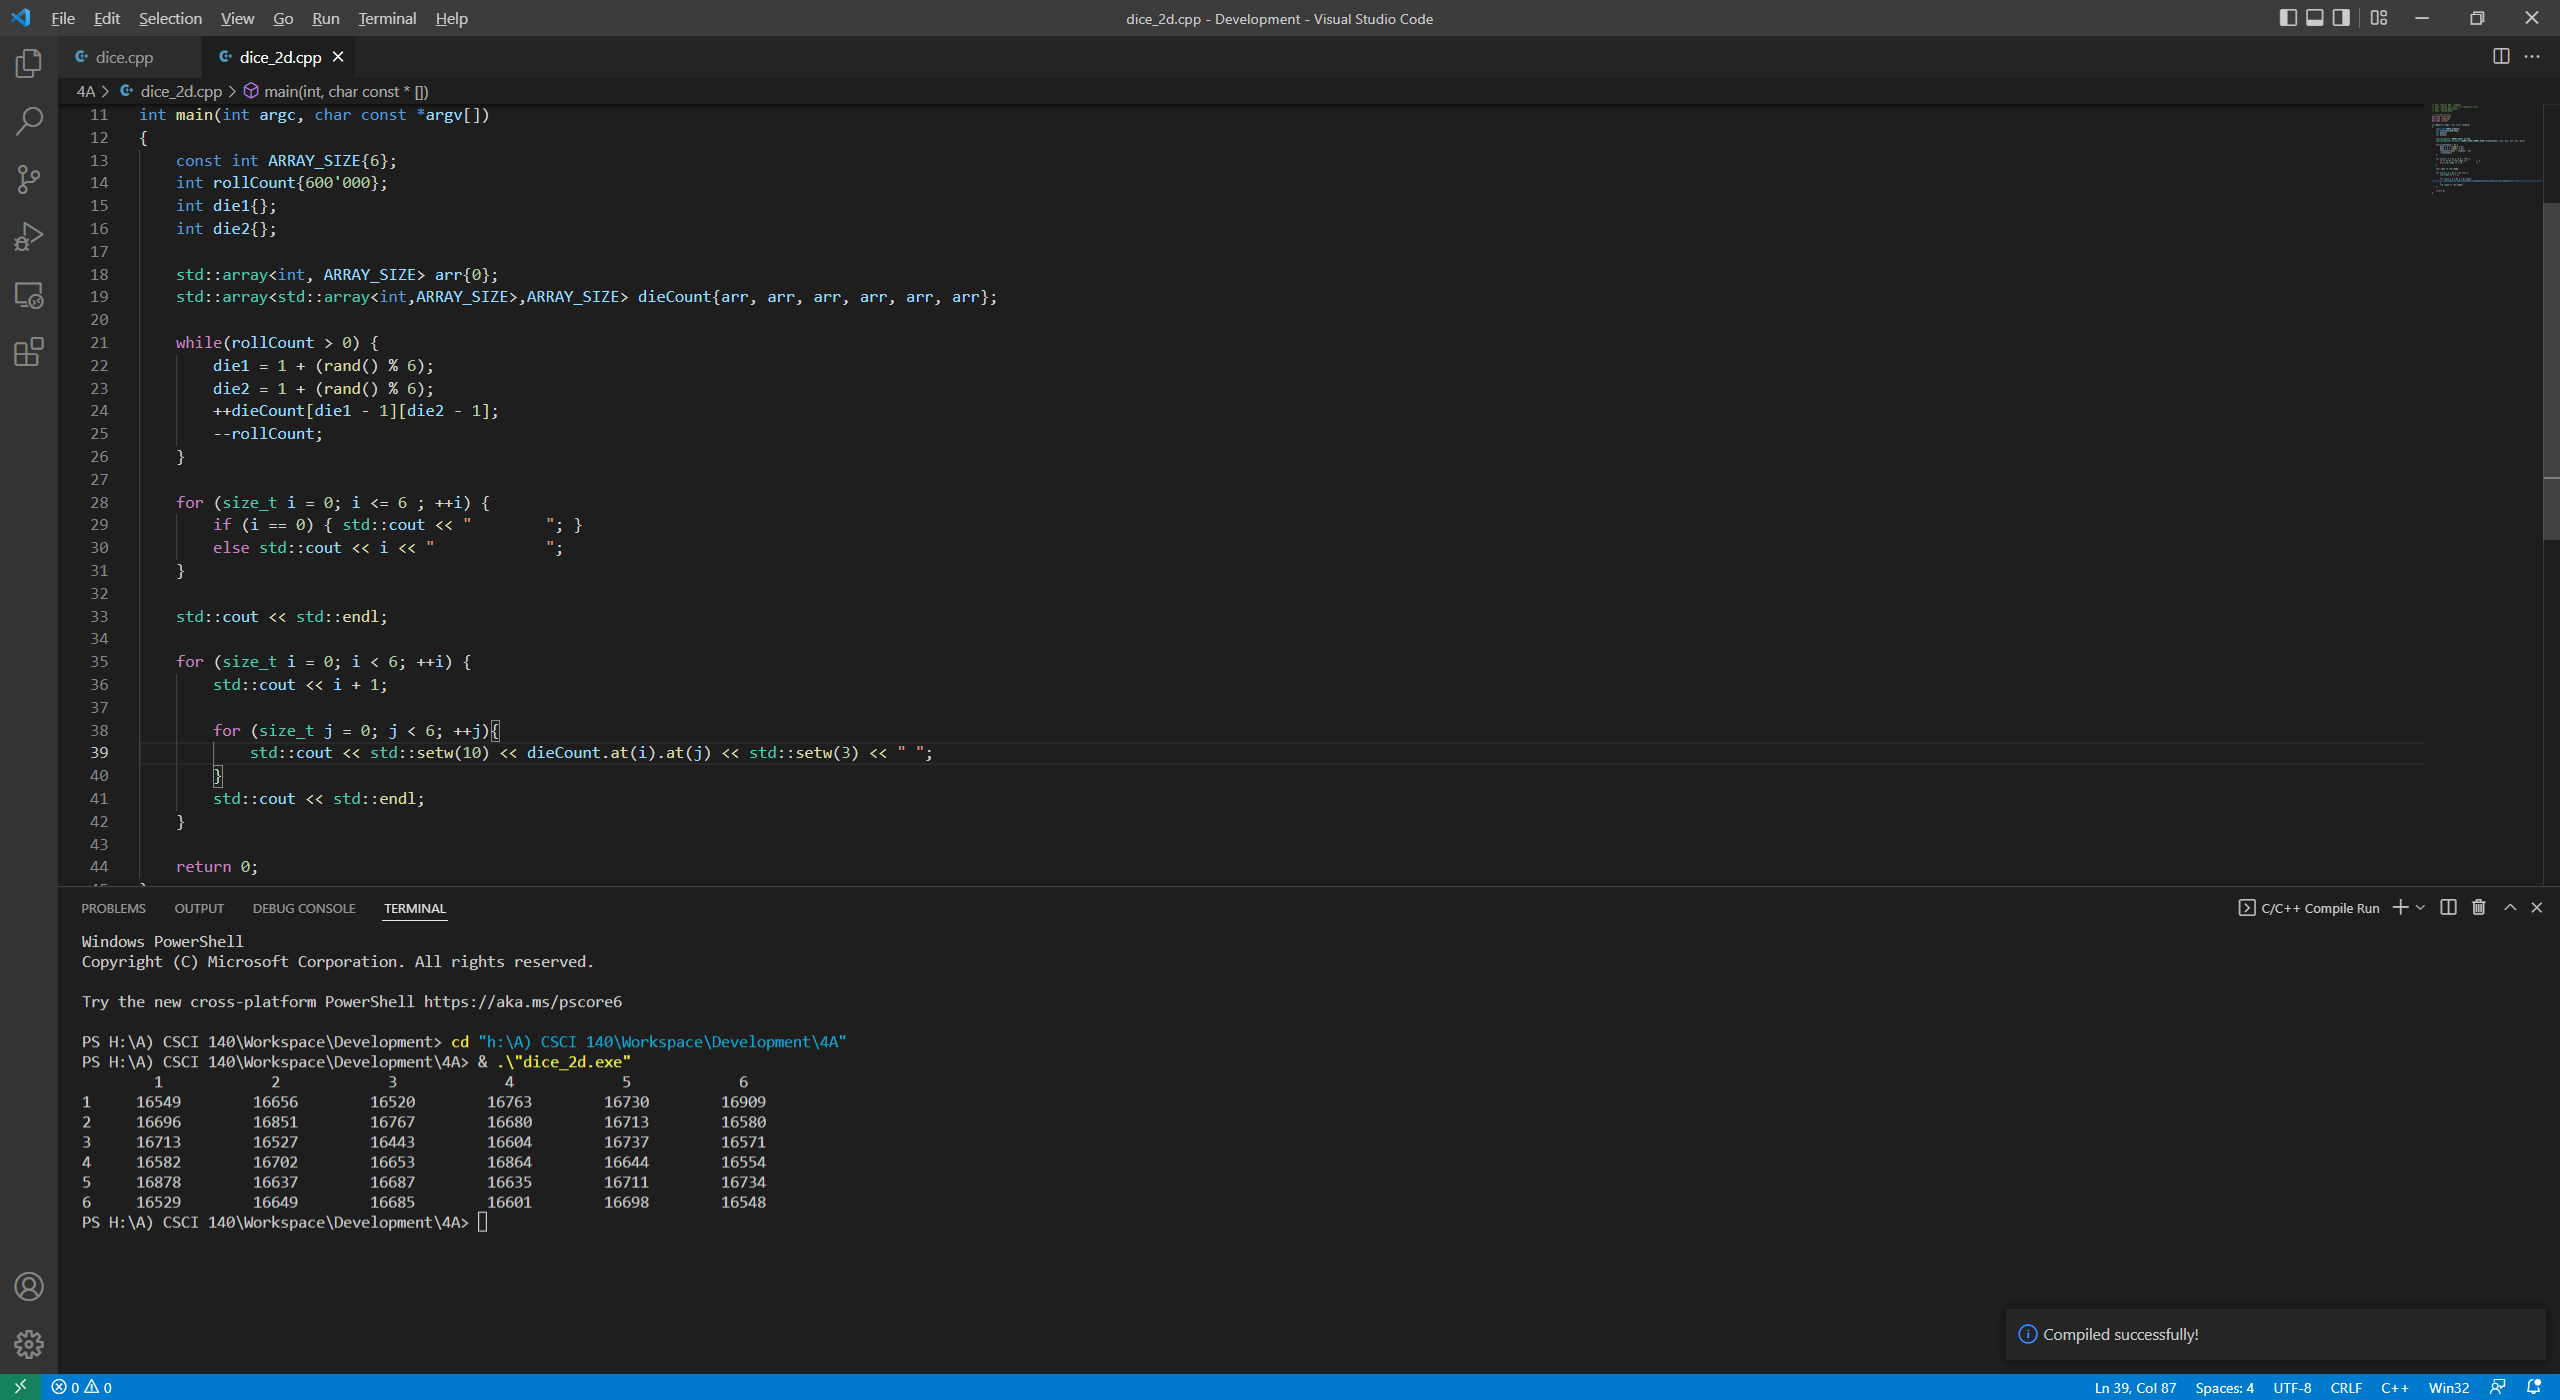 File Edit Selection View Go Run Terminal Help
dice_2d.cpp - Development - Visual Studio Code
dice.cpp dice_2d.cpp
4A > dice_2d.cpp > main(int, char const * [])
11 int main(int argc, char const *argv[])
12 {
13     const int ARRAY_SIZE{6};
14     int rollCount{600'000};
15     int die1{};
16     int die2{};
17
18     std::array<int, ARRAY_SIZE> arr{0};
19     std::array<std::array<int,ARRAY_SIZE>,ARRAY_SIZE> dieCount{arr, arr, arr, arr, arr, arr};
20
21     while(rollCount > 0) {
22         die1 = 1 + (rand() % 6);
23         die2 = 1 + (rand() % 6);
24         ++dieCount[die1 - 1][die2 - 1];
25         --rollCount;
26     }
27
28     for (size_t i = 0; i <= 6 ; ++i) {
29         if (i == 0) { std::cout << "        "; }
30         else std::cout << i << "            ";
31     }
32
33     std::cout << std::endl;
34
35     for (size_t i = 0; i < 6; ++i) {
36         std::cout << i + 1;
37
38         for (size_t j = 0; j < 6; ++j){
39             std::cout << std::setw(10) << dieCount.at(i).at(j) << std::setw(3) << " ";
40         }
41         std::cout << std::endl;
42     }
43
44     return 0;
PROBLEMS OUTPUT DEBUG CONSOLE TERMINAL
C/C++ Compile Run
Windows PowerShell
Copyright (C) Microsoft Corporation. All rights reserved.
Try the new cross-platform PowerShell https://aka.ms/pscore6
PS H:\A) CSCI 140\Workspace\Development> cd "h:\A) CSCI 140\Workspace\Development\4A"
PS H:\A) CSCI 140\Workspace\Development\4A> & .\"dice_2d.exe"
        1            2            3            4            5            6
1     16549        16656        16520        16763        16730        16909
2     16696        16851        16767        16680        16713        16580
3     16713        16527        16443        16604        16737        16571
4     16582        16702        16653        16864        16644        16554
5     16878        16637        16687        16635        16711        16734
6     16529        16649        16685        16601        16698        16548
PS H:\A) CSCI 140\Workspace\Development\4A>
Compiled successfully!
0 0
Ln 39, Col 87 Spaces: 4 UTF-8 CRLF C++ Win32